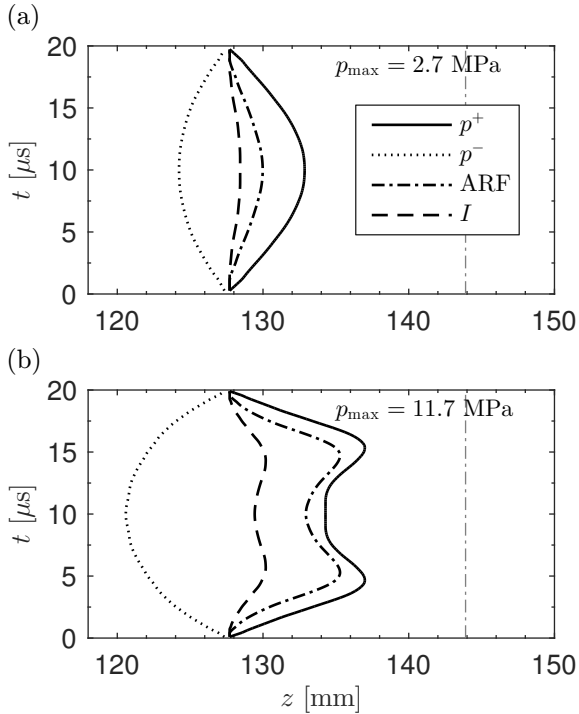 (a)
20
15
10
5
0
t [μs]
p_max = 2.7 MPa
p⁺
p⁻
ARF
I
120
130
140
150
(b)
20
15
10
5
0
t [μs]
p_max = 11.7 MPa
120
130
140
150
z [mm]